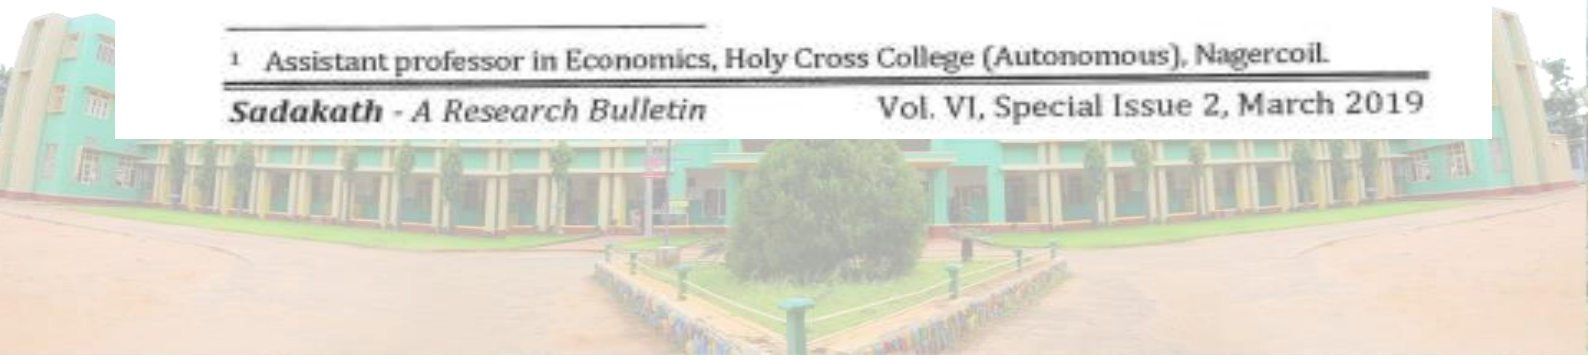 1 Assistant professor in Economics, Holy Cross College (Autonomous), Nagercoil.
Sadakath - A Research Bulletin Vol. VI, Special Issue 2, March 2019